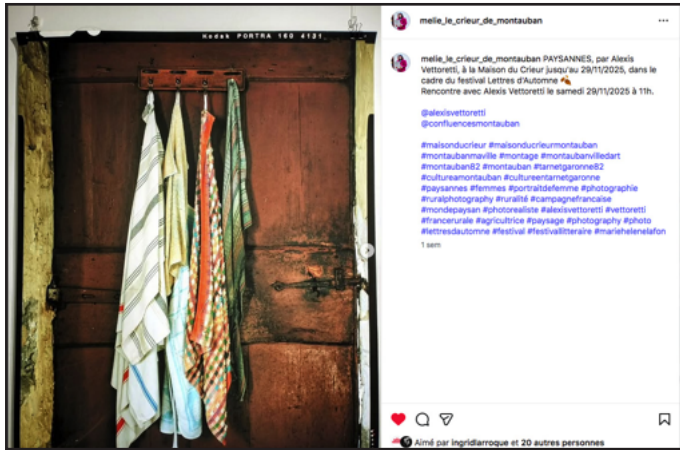 Kodak PORTRA 160 4131
melie_le_crieur_de_montauban
melie_le_crieur_de_montauban PAYSANNES, par Alexis
Vettoretti, à la Maison du Crieur jusqu'au 29/11/2025, dans le
cadre du festival Lettres d'Automne 🍂
Rencontre avec Alexis Vettoretti le samedi 29/11/2025 à 11h.
@alexisvettoretti
@confluencesmontauban
#maisonducrieur #maisonducrieurmontauban
#montaubanmaville #montage #montaubanvilledart
#montauban82 #montauban #tarnetgaronne82
#cultureamontauban #cultureentarnetgaronne
#paysannes #femmes #portraitdefemme #photographie
#ruralphotography #ruralité #campagnefrancaise
#mondepaysan #photorealiste #alexisvettoretti #vettoretti
#francerurale #agricultrice #paysage #photography #photo
#lettresdautomne #festival #festivallitteraire #mariehelenelafon
1 sem
Aimé par ingridlarroque et 20 autres personnes